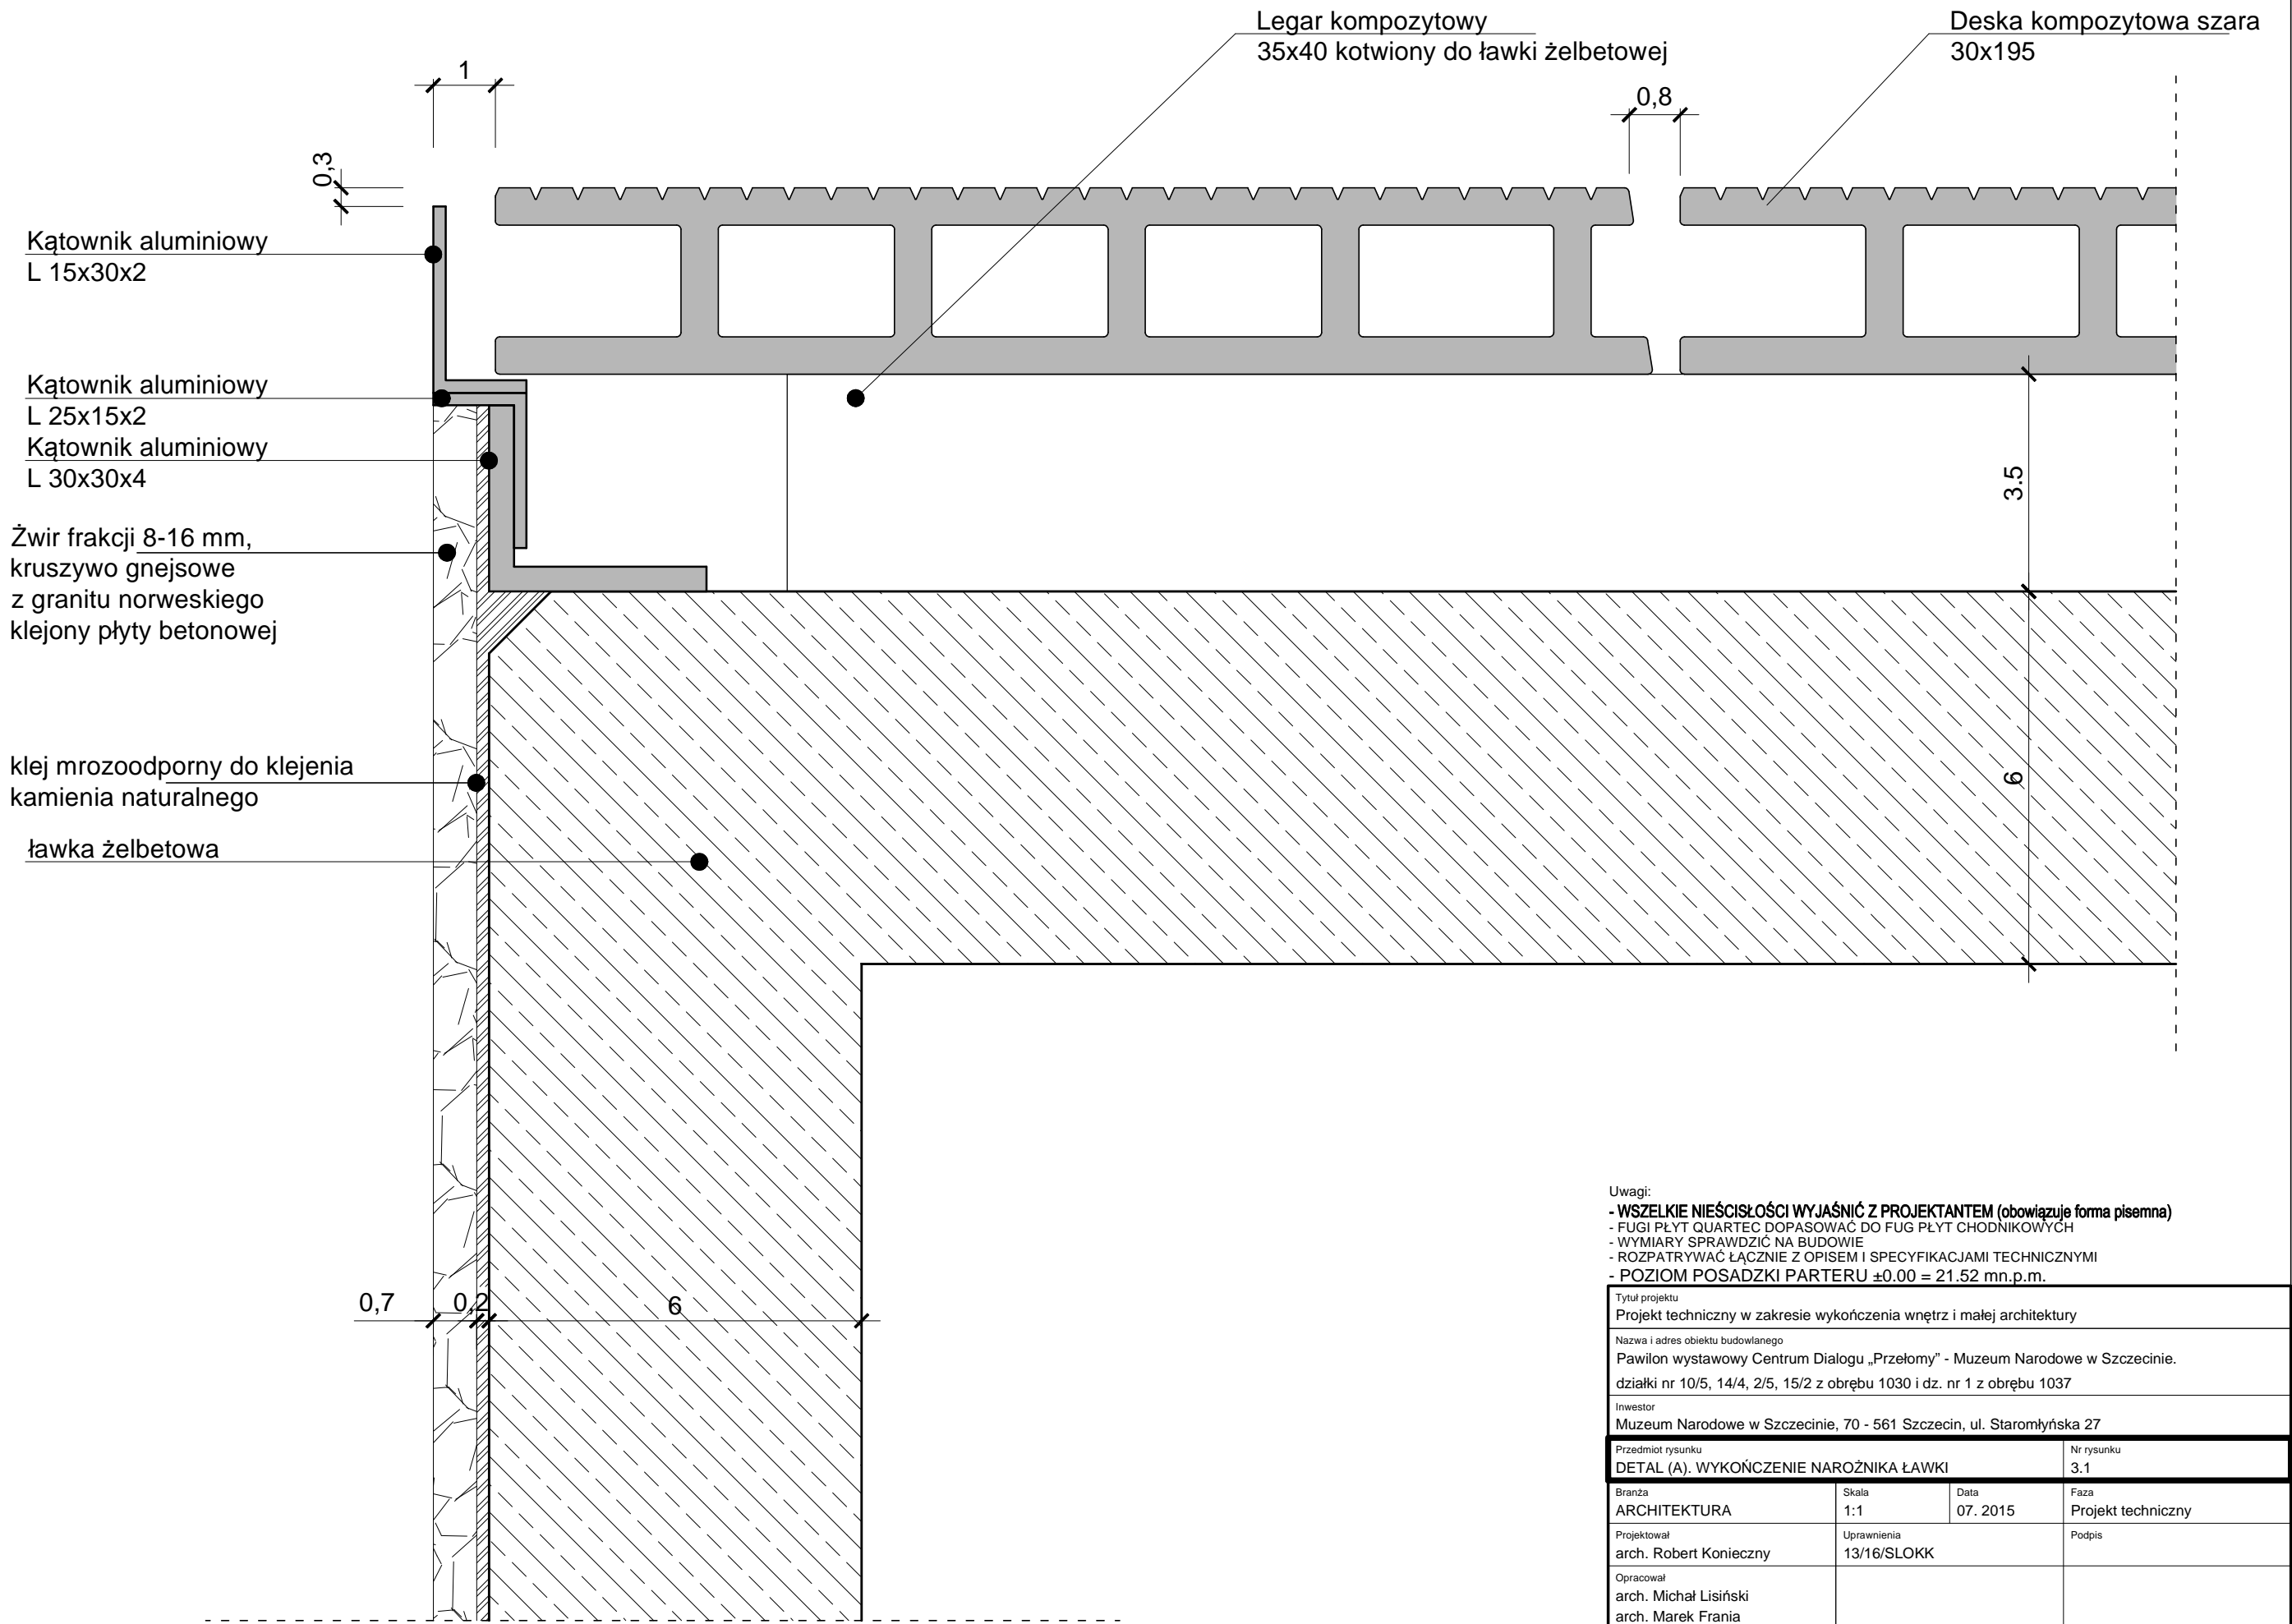 Legar kompozytowy
35x40 kotwiony do ławki żelbetowej
Deska kompozytowa szara
30x195
1
0,8
0,3
Kątownik aluminiowy
L 15x30x2
Kątownik aluminiowy
L 25x15x2
Kątownik aluminiowy
L 30x30x4
3.5
Żwir frakcji 8-16 mm,
kruszywo gnejsowe
z granitu norweskiego
klejony płyty betonowej
klej mrozoodporny do klejenia
kamienia naturalnego
6
ławka żelbetowa
0,7
0,2
6
Uwagi:
- WSZELKIE NIEŚCISŁOŚCI WYJAŚNIĆ Z PROJEKTANTEM (obowiązuje forma pisemna)
- FUGI PŁYT QUARTEC DOPASOWAĆ DO FUG PŁYT CHODNIKOWYCH
- WYMIARY SPRAWDZIĆ NA BUDOWIE
- ROZPATRYWAĆ ŁĄCZNIE Z OPISEM I SPECYFIKACJAMI TECHNICZNYMI
- POZIOM POSADZKI PARTERU ±0.00 = 21.52 mn.p.m.
Tytuł projektu
Projekt techniczny w zakresie wykończenia wnętrz i małej architektury
Nazwa i adres obiektu budowlanego
Pawilon wystawowy Centrum Dialogu „Przełomy” - Muzeum Narodowe w Szczecinie.
działki nr 10/5, 14/4, 2/5, 15/2 z obrębu 1030 i dz. nr 1 z obrębu 1037
Inwestor
Muzeum Narodowe w Szczecinie, 70 - 561 Szczecin, ul. Staromłyńska 27
Przedmiot rysunku
DETAL (A). WYKOŃCZENIE NAROŻNIKA ŁAWKI
Nr rysunku
3.1
Branża
ARCHITEKTURA
Skala
1:1
Data
07. 2015
Faza
Projekt techniczny
Projektował
arch. Robert Konieczny
Uprawnienia
13/16/SLOKK
Podpis
Opracował
arch. Michał Lisiński
arch. Marek Frania